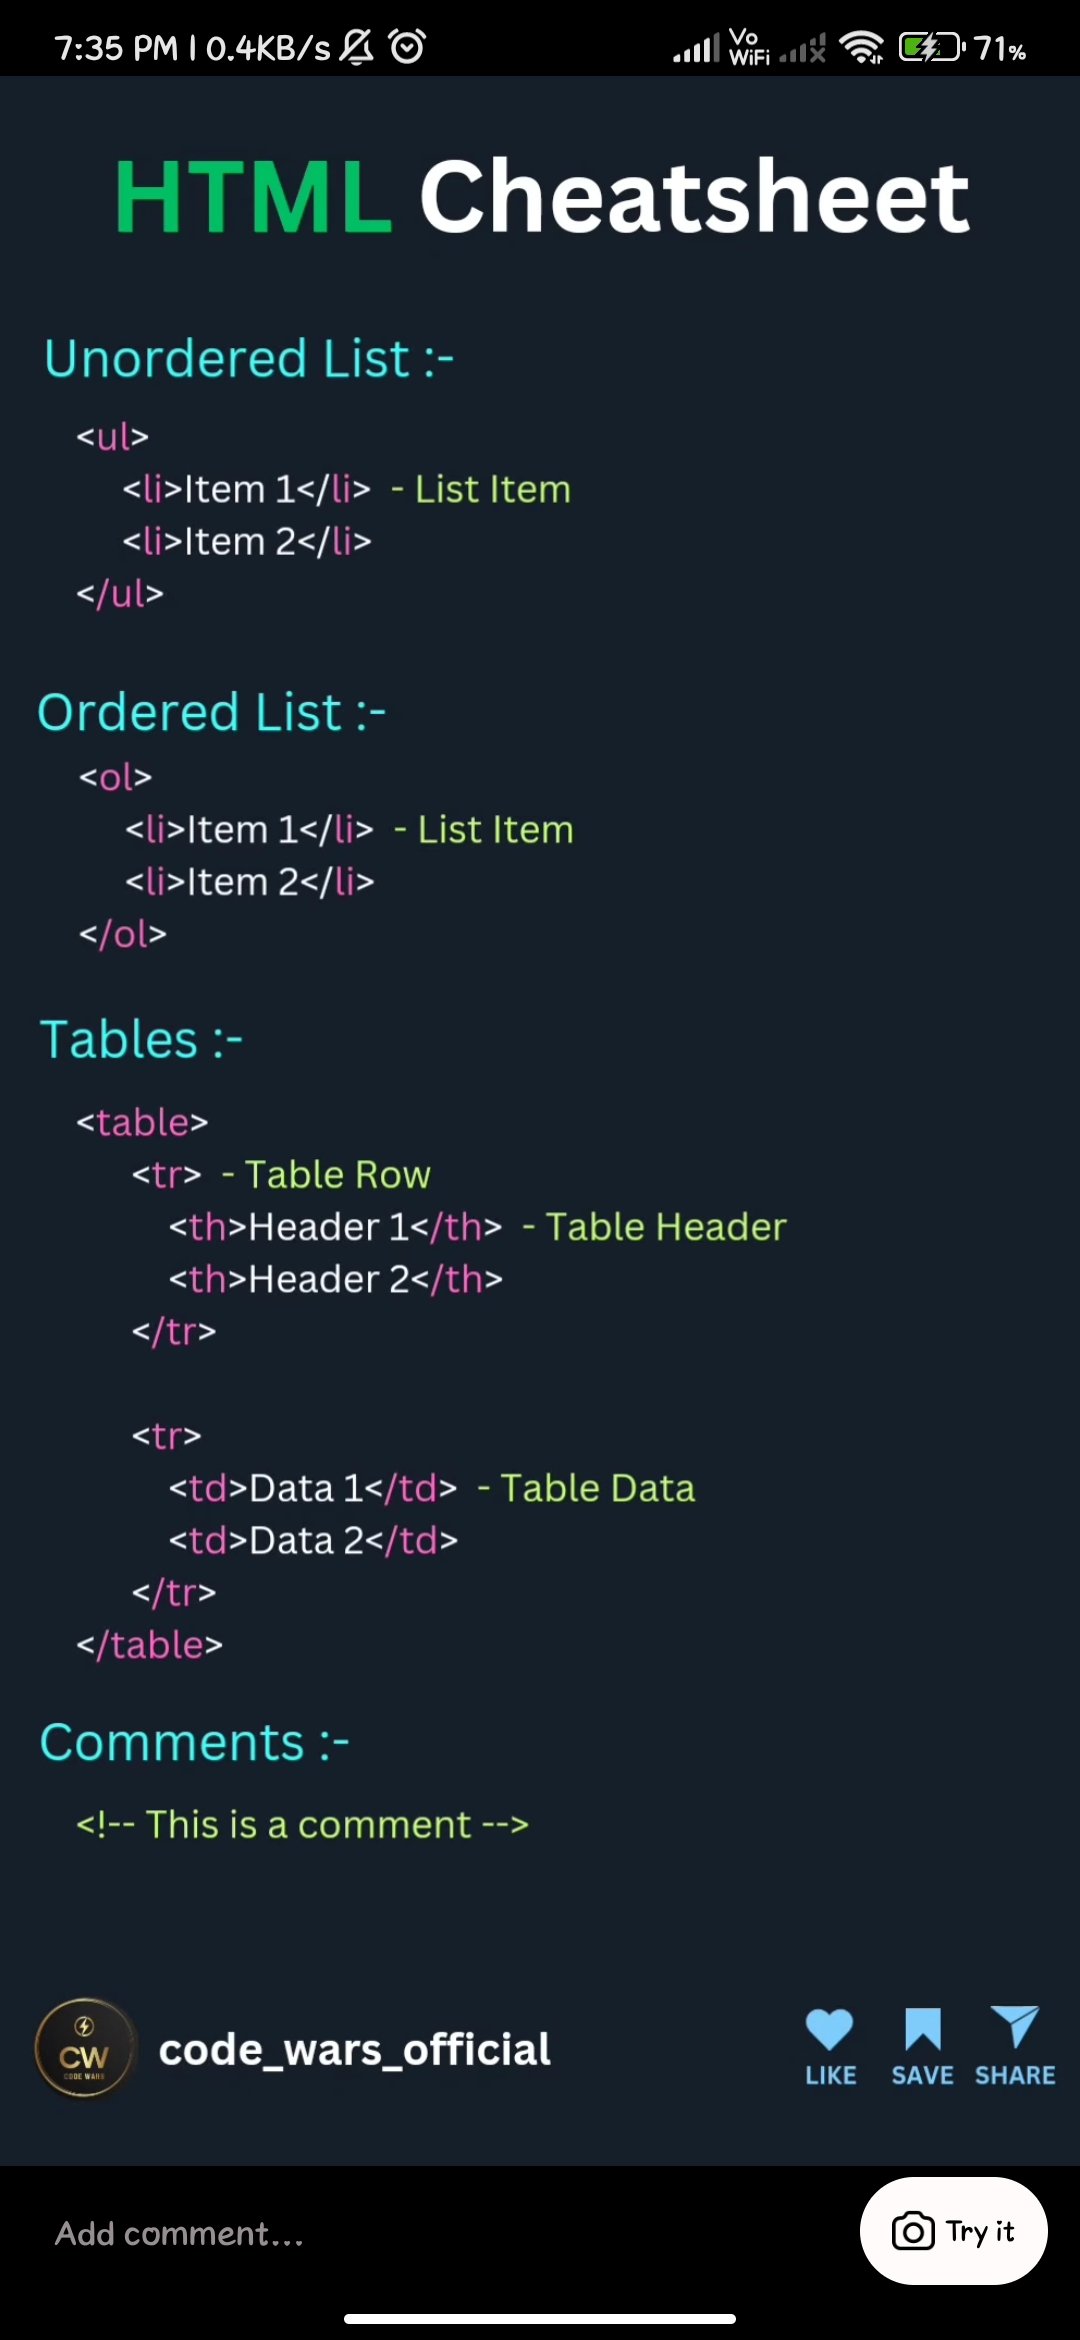 7:35 PM | 0.4KB/s Vo WiFi 71%
HTML Cheatsheet
Unordered List :-
<ul>
<li>Item 1</li> - List Item
<li>Item 2</li>
</ul>
Ordered List :-
<ol>
<li>Item 1</li> - List Item
<li>Item 2</li>
</ol>
Tables :-
<table>
<tr> - Table Row
<th>Header 1</th> - Table Header
<th>Header 2</th>
</tr>
<tr>
<td>Data 1</td> - Table Data
<td>Data 2</td>
</tr>
</table>
Comments :-
<!-- This is a comment -->
CW
CODE WARS
code_wars_official
LIKE SAVE SHARE
Add comment...
Try it